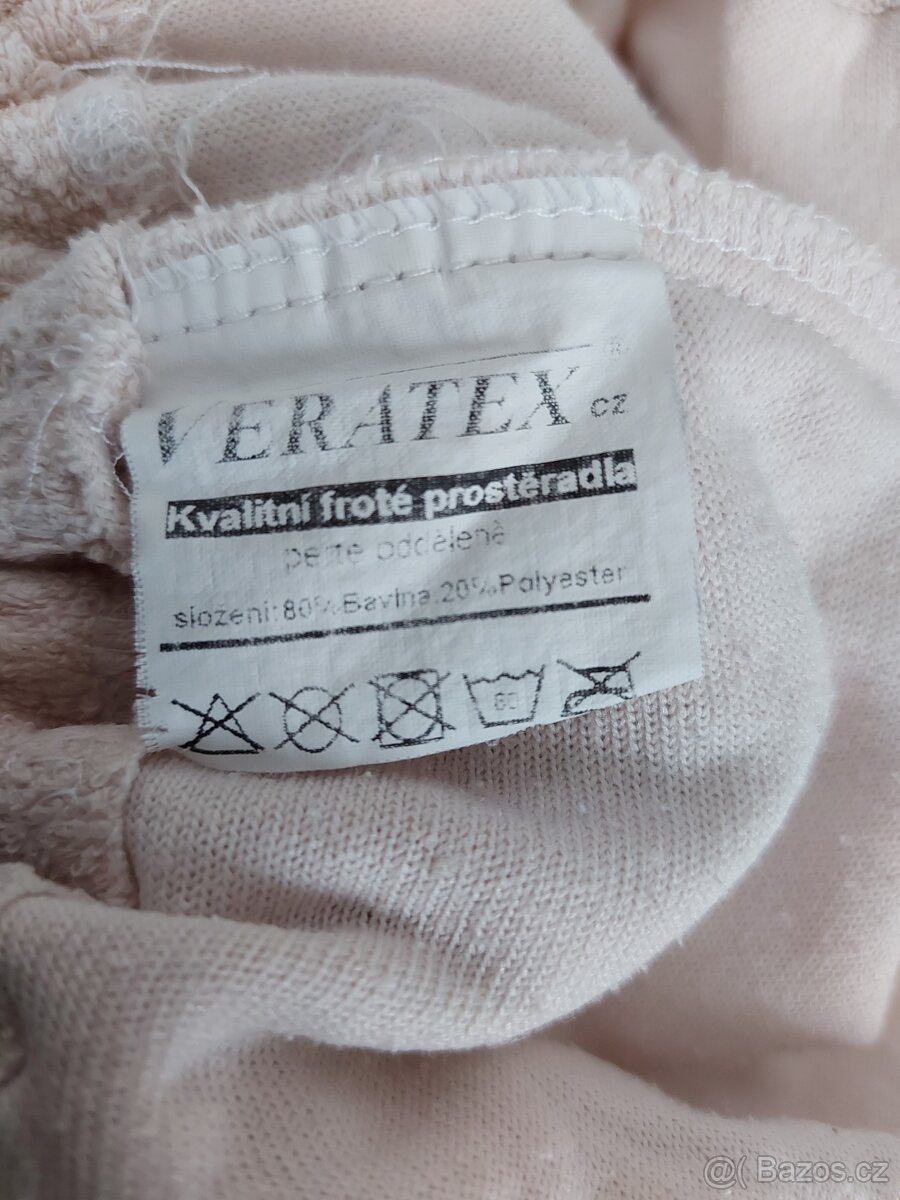 ®
VERATEX CZ
Kvalitní froté prostěradla
perte odděleně
složení: 80% Bavlna, 20% Polyester
60
@( Bazos.cz